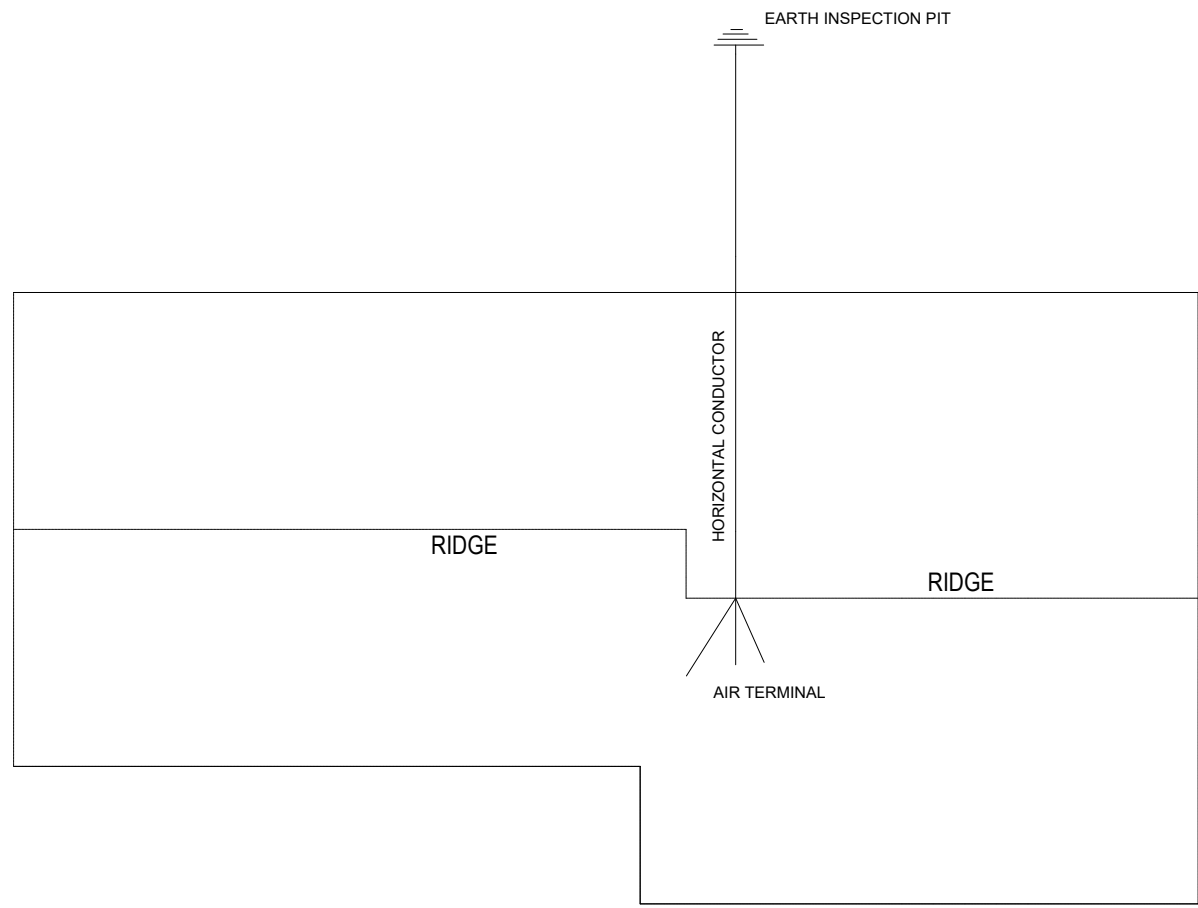 EARTH INSPECTION PIT
HORIZONTAL CONDUCTOR
RIDGE
RIDGE
AIR TERMINAL